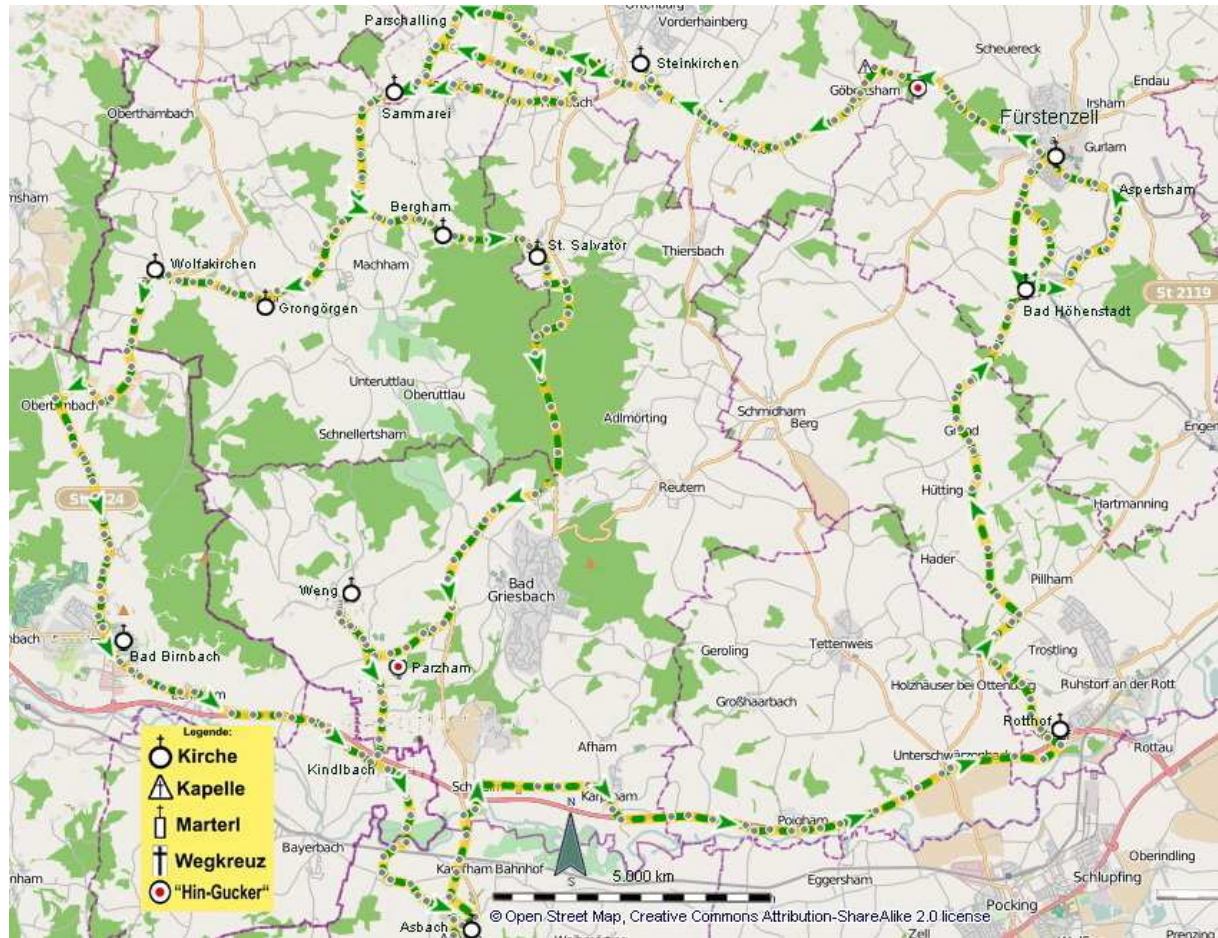 Parschalling
Ortenburg
Vorderhainberg
Scheuereck
Steinkirchen
Endau
Göbertsham
Irsham
Sammarei
Oberthambach
Fürstenzell
Gurlam
Aspertsham
Bergham
St. Salvator
Thiersbach
Wolfakirchen
Machham
St 2119
Grongörgen
Bad Höhenstadt
Unteruttlau
Oberuttlau
Schmidham
Berg
Adlmörting
Schnellertsham
Reutern
Hütting
Hartmanning
Hader
Pillham
Bad
Griesbach
Weng
Tettenweis
Trostling
Bad Birnbach
Parzham
Geroling
Großhaarbach
Holzhäuser bei
Ruhstorf an der Rott
Rotthof
Rottau
Afham
Legende:
Kirche
Kapelle
Marterl
Wegkreuz
"Hin-Gucker"
Kindlbach
Poigham
N
S
Bayerbach
Bahnhof
5.000 km
Eggersham
Oberindling
Schlupfing
Pocking
Asbach
Zell
© Open Street Map, Creative Commons Attribution-ShareAlike 2.0 license